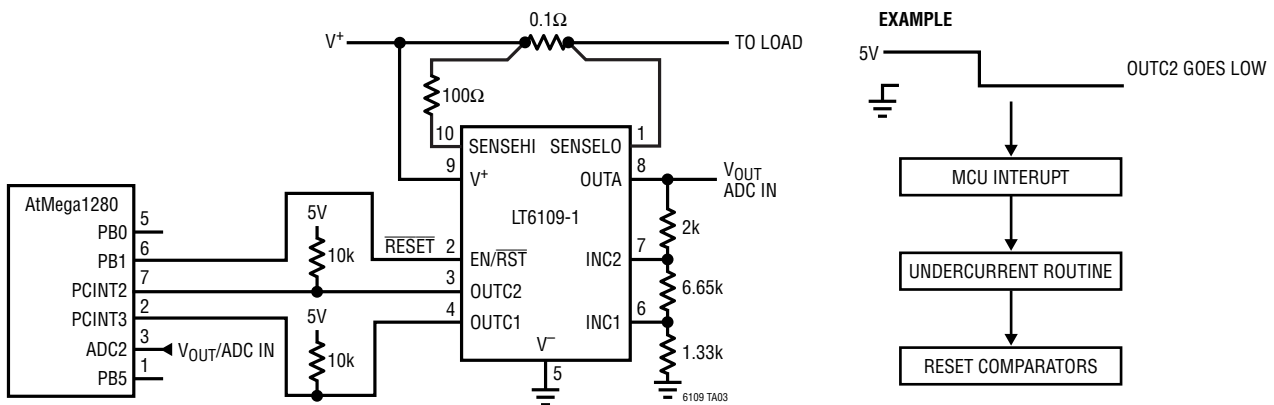 0.1Ω
V+
TO LOAD
100Ω
10
SENSEHI
SENSELO
1
9
V+
OUTA
8
VOUT
ADC IN
LT6109-1
2k
AtMega1280
PB0
5
PB1
6
PCINT2
7
PCINT3
2
ADC2
3
VOUT/ADC IN
PB5
1
5V
10k
RESET
2
EN/RST
INC2
7
3
OUTC2
6.65k
4
OUTC1
INC1
6
5V
10k
V–
5
1.33k
6109 TA03
EXAMPLE
5V
OUTC2 GOES LOW
MCU INTERUPT
UNDERCURRENT ROUTINE
RESET COMPARATORS